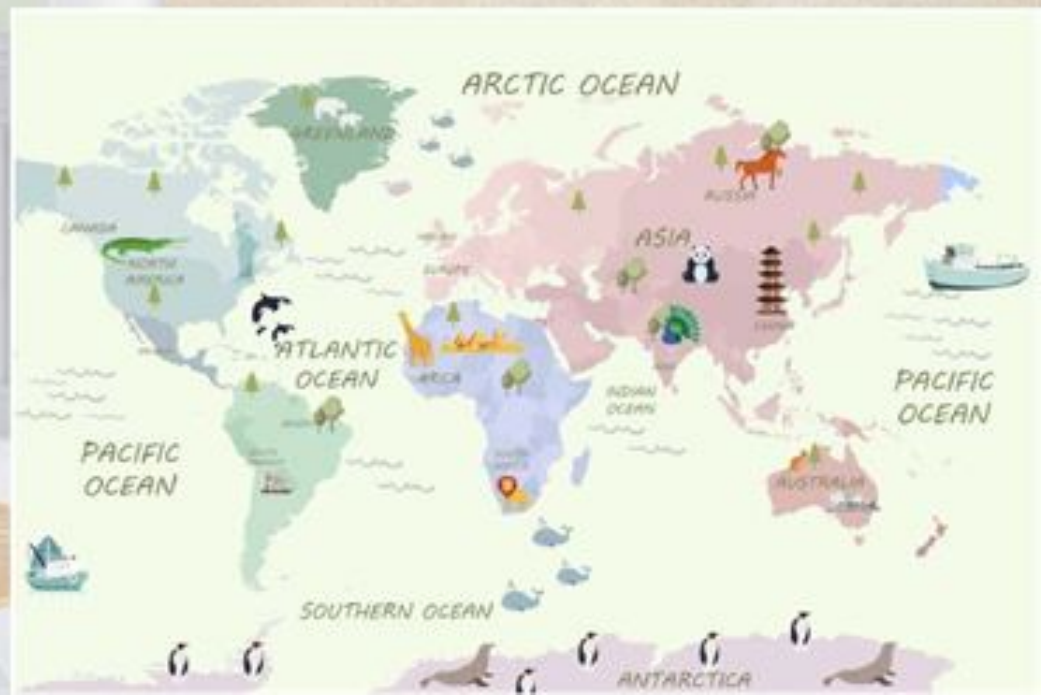 ARCTIC OCEAN
GREENLAND
RUSSIA
CANADA
ASIA
NORTH
AMERICA
EUROPE
ATLANTIC
OCEAN
AFRICA
INDIAN
OCEAN
PACIFIC
OCEAN
PACIFIC
OCEAN
AUSTRALIA
SOUTHERN OCEAN
ANTARCTICA